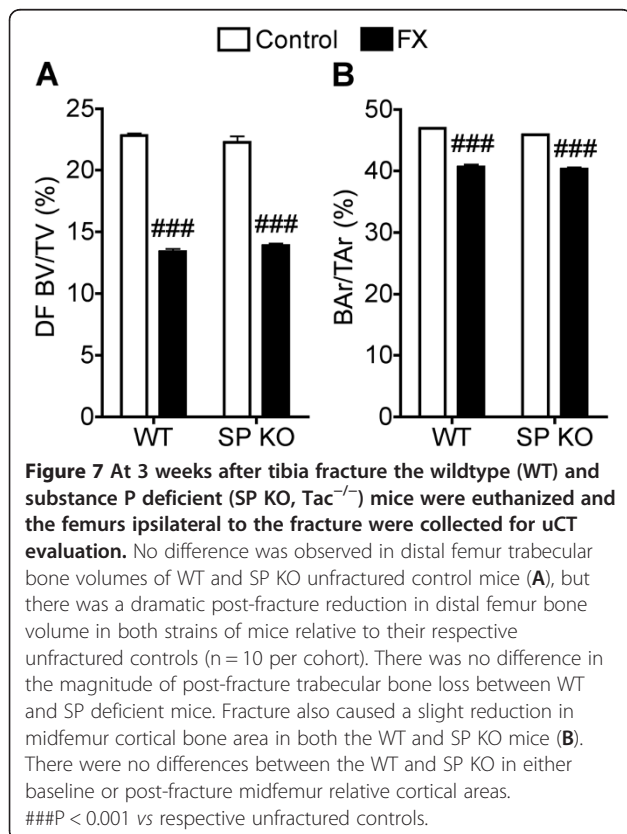 Control FX
A
DF BV/TV (%)
25
20
15
10
5
0
###
###
WT SP KO
B
BAr/TAr (%)
50
40
30
20
10
0
###
###
WT SP KO
Figure 7 At 3 weeks after tibia fracture the wildtype (WT) and
substance P deficient (SP KO, Tac−/−) mice were euthanized and
the femurs ipsilateral to the fracture were collected for uCT
evaluation. No difference was observed in distal femur trabecular
bone volumes of WT and SP KO unfractured control mice (A), but
there was a dramatic post-fracture reduction in distal femur bone
volume in both strains of mice relative to their respective
unfractured controls (n = 10 per cohort). There was no difference in
the magnitude of post-fracture trabecular bone loss between WT
and SP deficient mice. Fracture also caused a slight reduction in
midfemur cortical bone area in both the WT and SP KO mice (B).
There were no differences between the WT and SP KO in either
baseline or post-fracture midfemur relative cortical areas.
###P < 0.001 vs respective unfractured controls.